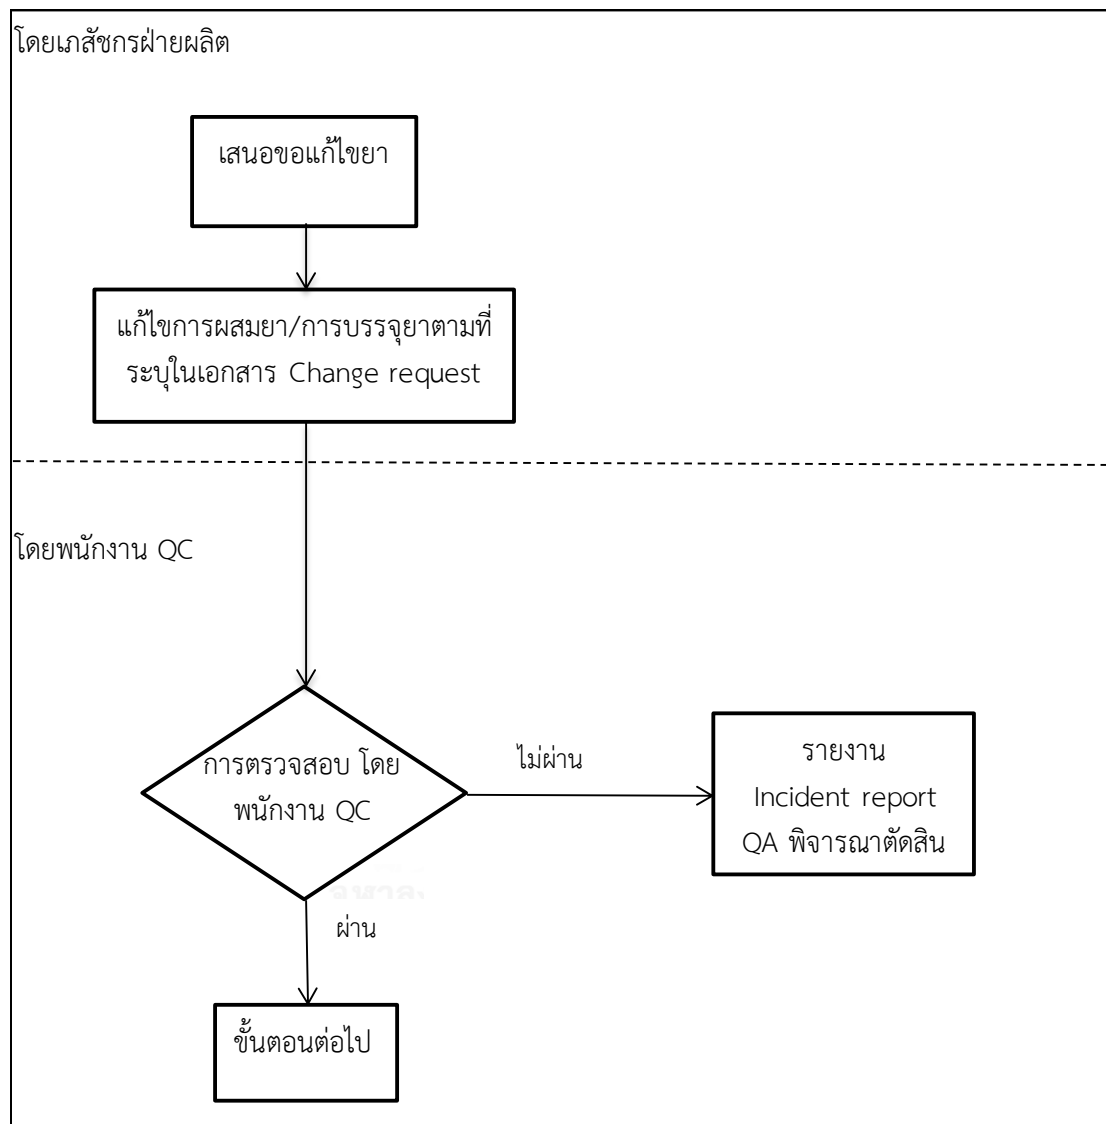 โดยเภสัชกรฝ่ายผลิต
เสนอขอแก้ไขยา
แก้ไขการผสมยา/การบรรจุยาตามที่
ระบุในเอกสาร Change request
โดยพนักงาน QC
การตรวจสอบ โดย
พนักงาน QC
ไม่ผ่าน
รายงาน
Incident report
QA พิจารณาตัดสิน
ผ่าน
ขั้นตอนต่อไป